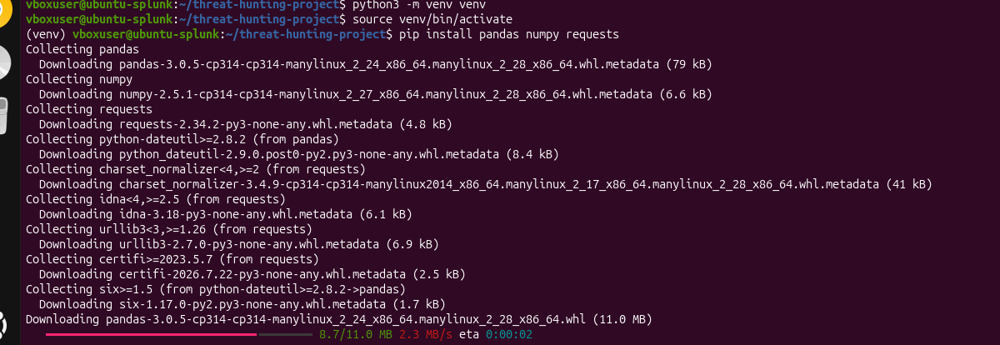 vboxuser@ubuntu-splunk:~/threat-hunting-project$ python3 -m venv venv
vboxuser@ubuntu-splunk:~/threat-hunting-project$ source venv/bin/activate
(venv) vboxuser@ubuntu-splunk:~/threat-hunting-project$ pip install pandas numpy requests
Collecting pandas
  Downloading pandas-3.0.5-cp314-cp314-manylinux_2_24_x86_64.manylinux_2_28_x86_64.whl.metadata (79 kB)
Collecting numpy
  Downloading numpy-2.5.1-cp314-cp314-manylinux_2_27_x86_64.manylinux_2_28_x86_64.whl.metadata (6.6 kB)
Collecting requests
  Downloading requests-2.34.2-py3-none-any.whl.metadata (4.8 kB)
Collecting python-dateutil>=2.8.2 (from pandas)
  Downloading python_dateutil-2.9.0.post0-py2.py3-none-any.whl.metadata (8.4 kB)
Collecting charset_normalizer<4,>=2 (from requests)
  Downloading charset_normalizer-3.4.9-cp314-cp314-manylinux2014_x86_64.manylinux_2_17_x86_64.manylinux_2_28_x86_64.whl.metadata (41 kB)
Collecting idna<4,>=2.5 (from requests)
  Downloading idna-3.18-py3-none-any.whl.metadata (6.1 kB)
Collecting urllib3<3,>=1.26 (from requests)
  Downloading urllib3-2.7.0-py3-none-any.whl.metadata (6.9 kB)
Collecting certifi>=2023.5.7 (from requests)
  Downloading certifi-2026.7.22-py3-none-any.whl.metadata (2.5 kB)
Collecting six>=1.5 (from python-dateutil>=2.8.2->pandas)
  Downloading six-1.17.0-py2.py3-none-any.whl.metadata (1.7 kB)
Downloading pandas-3.0.5-cp314-cp314-manylinux_2_24_x86_64.manylinux_2_28_x86_64.whl (11.0 MB)
8.7/11.0 MB 2.3 MB/s eta 0:00:02